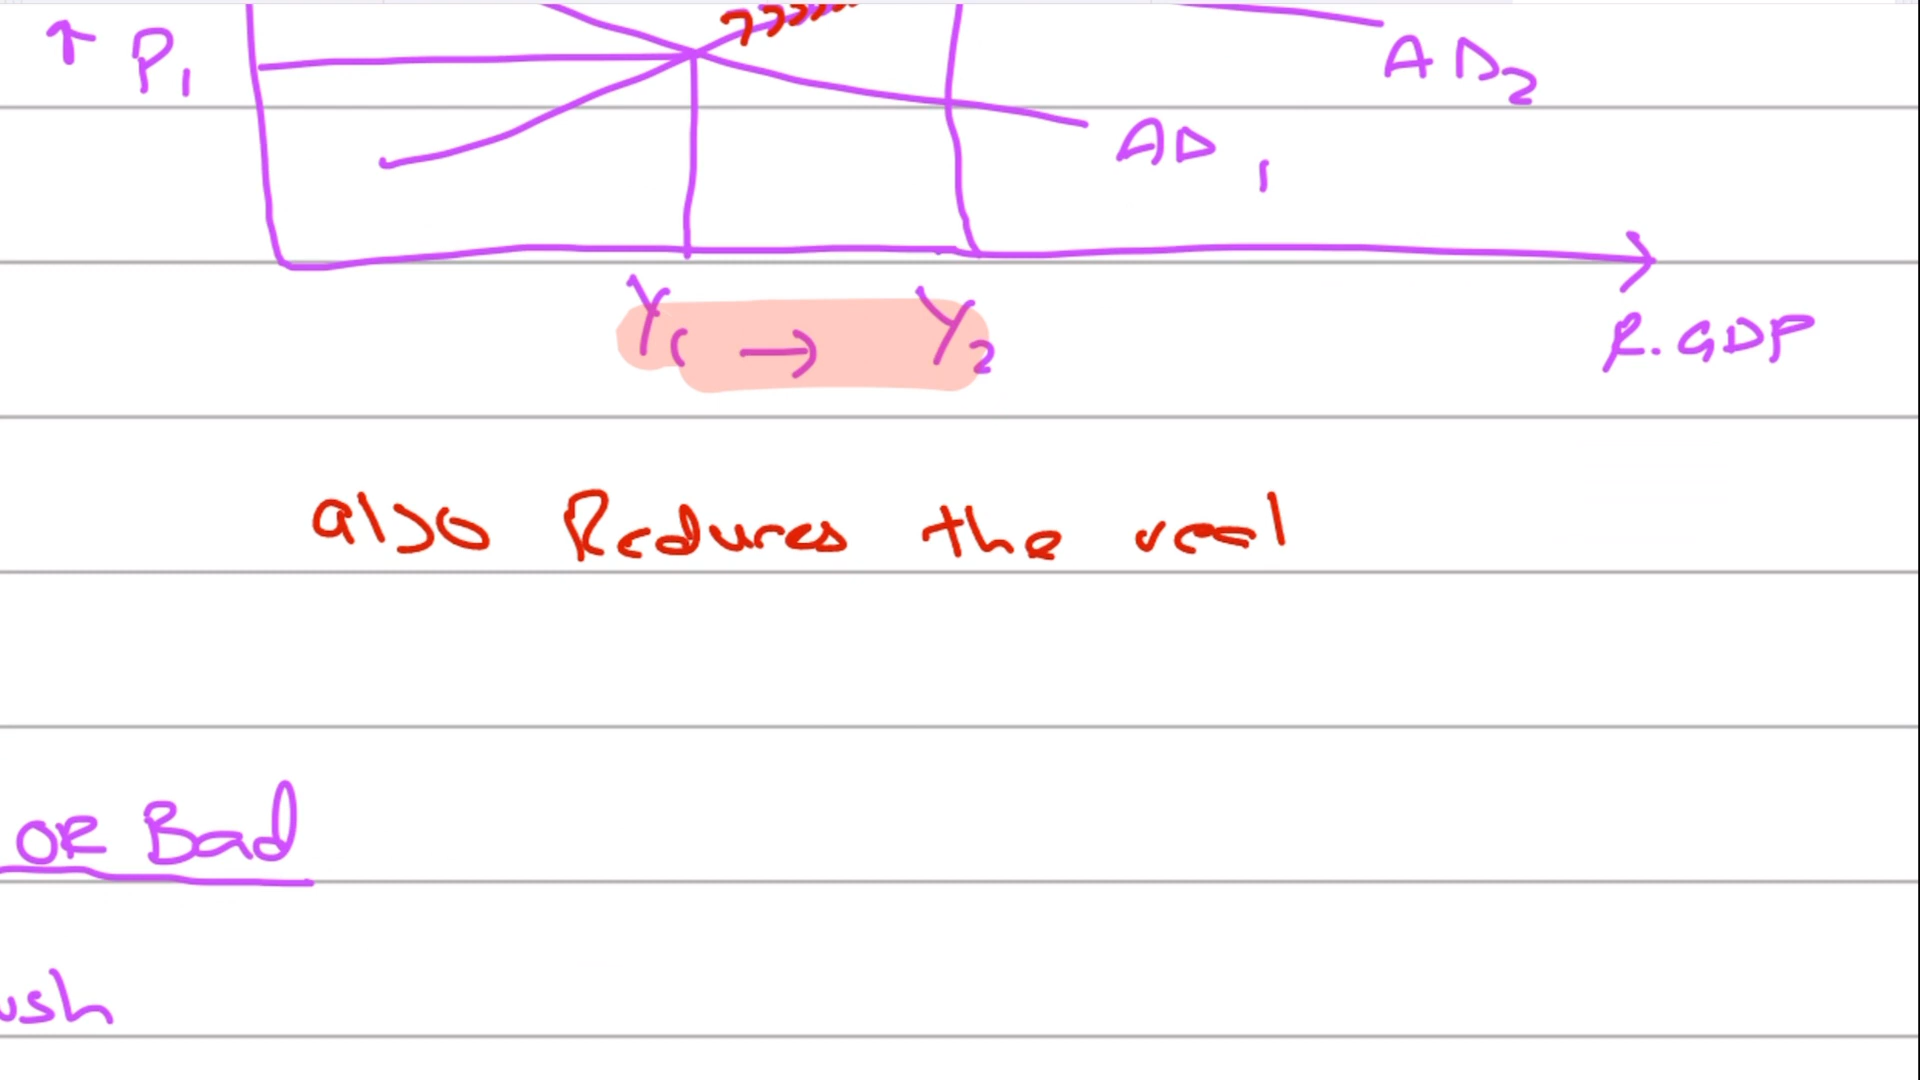 ↑ P1
AD2
AD1
Y1 → Y2
R.GDP
also Reduces the real
OR Bad
ush